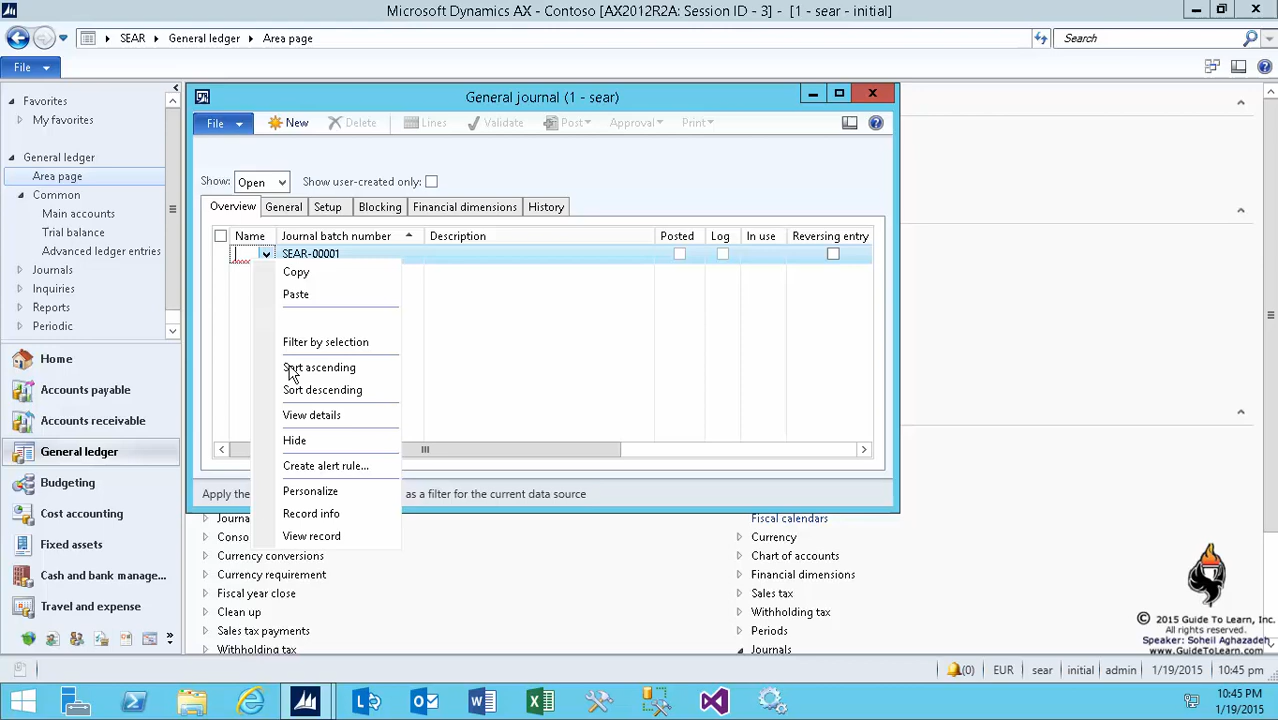 Microsoft Dynamics AX - Contoso [AX2012R2A: Session ID - 3] - [1 - sear - initial]
SEAR
General ledger
Area page
Search
File
Favorites
My favorites
General ledger
Area page
Common
Main accounts
Trial balance
Advanced ledger entries
Journals
Inquiries
Reports
Periodic
Home
Accounts payable
Accounts receivable
General ledger
Budgeting
Cost accounting
Fixed assets
Cash and bank manage...
Travel and expense
General journal (1 - sear)
File New Delete Lines Validate Post Approval Print
Show: Open Show user-created only:
Overview General Setup Blocking Financial dimensions History
Name Journal batch number Description Posted Log In use Reversing entry
SEAR-00001
Copy
Paste
Filter by selection
Sort ascending
Sort descending
View details
Hide
Create alert rule...
Personalize
Record info
View record
Apply the
as a filter for the current data source
Journa
Conso
Currency conversions
Currency requirement
Fiscal year close
Clean up
Sales tax payments
Withholding tax
Fiscal calendars
Currency
Chart of accounts
Financial dimensions
Sales tax
Withholding tax
Periods
Journals
© 2015 Guide To Learn, Inc.
All rights reserved.
Speaker: Soheil Aghazadeh
www.GuideToLearn.com
(0) EUR sear initial admin 1/19/2015 10:45 pm
10:45 PM
1/19/2015